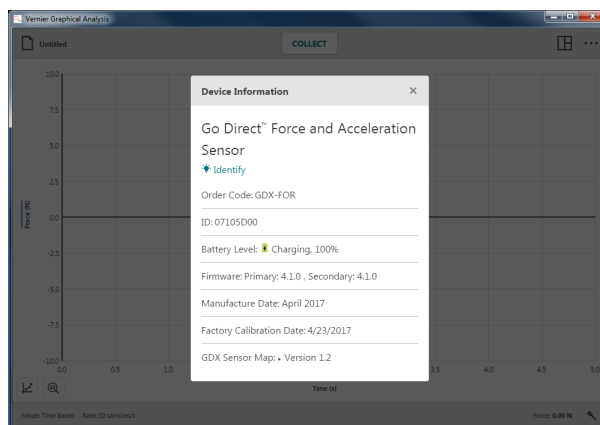 Vernier Graphical Analysis
Untitled
COLLECT
Device Information
Go Direct™ Force and Acceleration
Sensor
Identify
Order Code: GDX-FOR
ID: 07105D00
Battery Level: Charging, 100%
Firmware: Primary: 4.1.0 , Secondary: 4.1.0
Manufacture Date: April 2017
Factory Calibration Date: 4/23/2017
GDX Sensor Map: Version 1.2
Force (N)
10.0
7.5
5.0
2.5
0.0
-2.5
-5.0
-7.5
-10.0
0.0 0.5 1.0 3.5 4.0 4.5 5.0
Time (s)
Mode: Time Based Rate: 50 samples/s
Force: 0.00 N